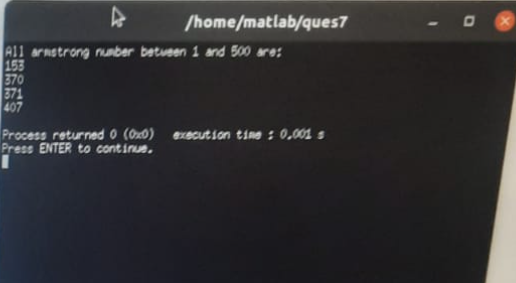 /home/matlab/ques7
All armstrong number between 1 and 500 are:
153
370
371
407
Process returned 0 (0x0) execution time : 0.001 s
Press ENTER to continue.